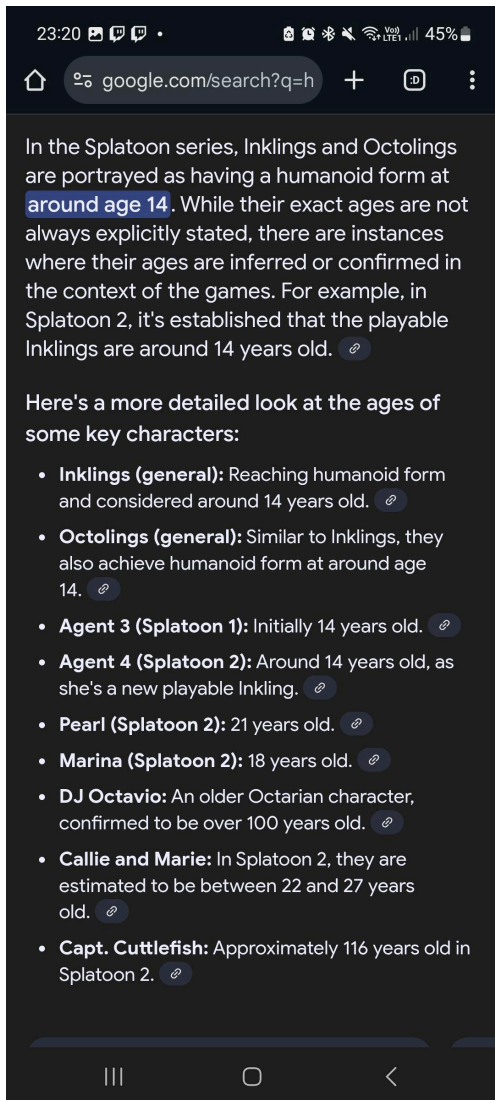 23:20
Vo))
LTE1
45%
google.com/search?q=h
:D
In the Splatoon series, Inklings and Octolings
are portrayed as having a humanoid form at
around age 14. While their exact ages are not
always explicitly stated, there are instances
where their ages are inferred or confirmed in
the context of the games. For example, in
Splatoon 2, it's established that the playable
Inklings are around 14 years old.
Here's a more detailed look at the ages of
some key characters:
• Inklings (general): Reaching humanoid form
and considered around 14 years old.
• Octolings (general): Similar to Inklings, they
also achieve humanoid form at around age
14.
• Agent 3 (Splatoon 1): Initially 14 years old.
• Agent 4 (Splatoon 2): Around 14 years old, as
she's a new playable Inkling.
• Pearl (Splatoon 2): 21 years old.
• Marina (Splatoon 2): 18 years old.
• DJ Octavio: An older Octarian character,
confirmed to be over 100 years old.
• Callie and Marie: In Splatoon 2, they are
estimated to be between 22 and 27 years
old.
• Capt. Cuttlefish: Approximately 116 years old in
Splatoon 2.